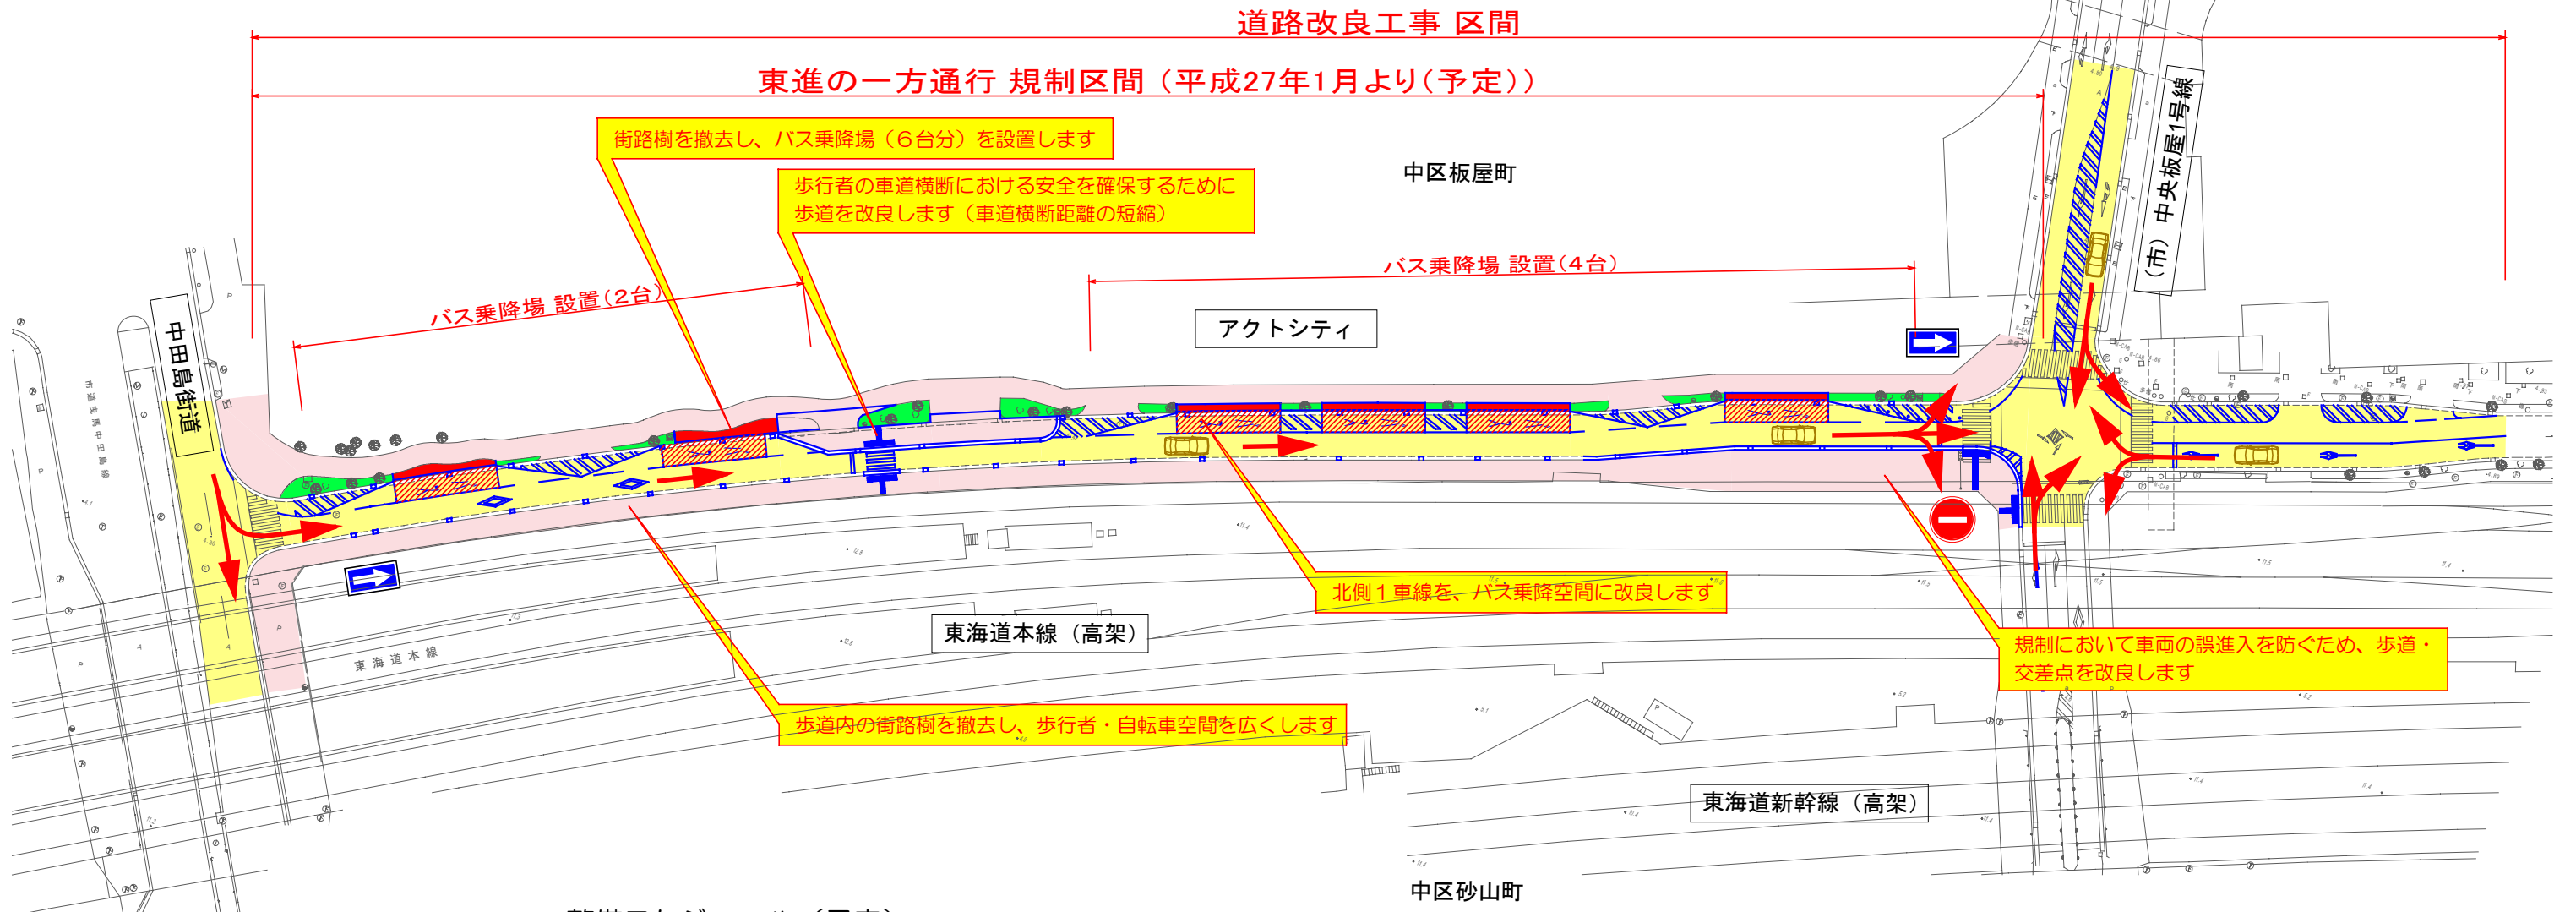 道路改良工事 区間
東進の一方通行 規制区間（平成27年1月より（予定））
街路樹を撤去し、バス乗降場（６台分）を設置します
歩行者の車道横断における安全を確保するために
歩道を改良します（車道横断距離の短縮）
中区板屋町
（市）中央板屋1号線
バス乗降場 設置（2台）
バス乗降場 設置（4台）
アクトシティ
中田島街道
市道曳馬中田島線
北側１車線を、バス乗降空間に改良します
東海道本線（高架）
東海道本線
規制において車両の誤進入を防ぐため、歩道・
交差点を改良します
歩道内の街路樹を撤去し、歩行者・自転車空間を広くします
東海道新幹線（高架）
中区砂山町